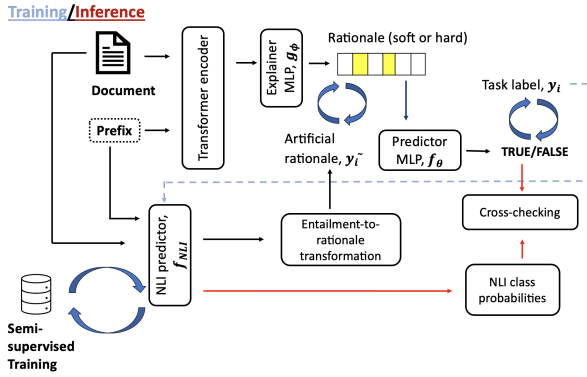 Training/Inference
Document
Prefix
Transformer encoder
Explainer
MLP, gϕ
Rationale (soft or hard)
Artificial
rationale, yi~
Predictor
MLP, fθ
Task label, yi
TRUE/FALSE
Cross-checking
NLI predictor,
fNLI
Entailment-to-
rationale
transformation
NLI class
probabilities
Semi-
supervised
Training